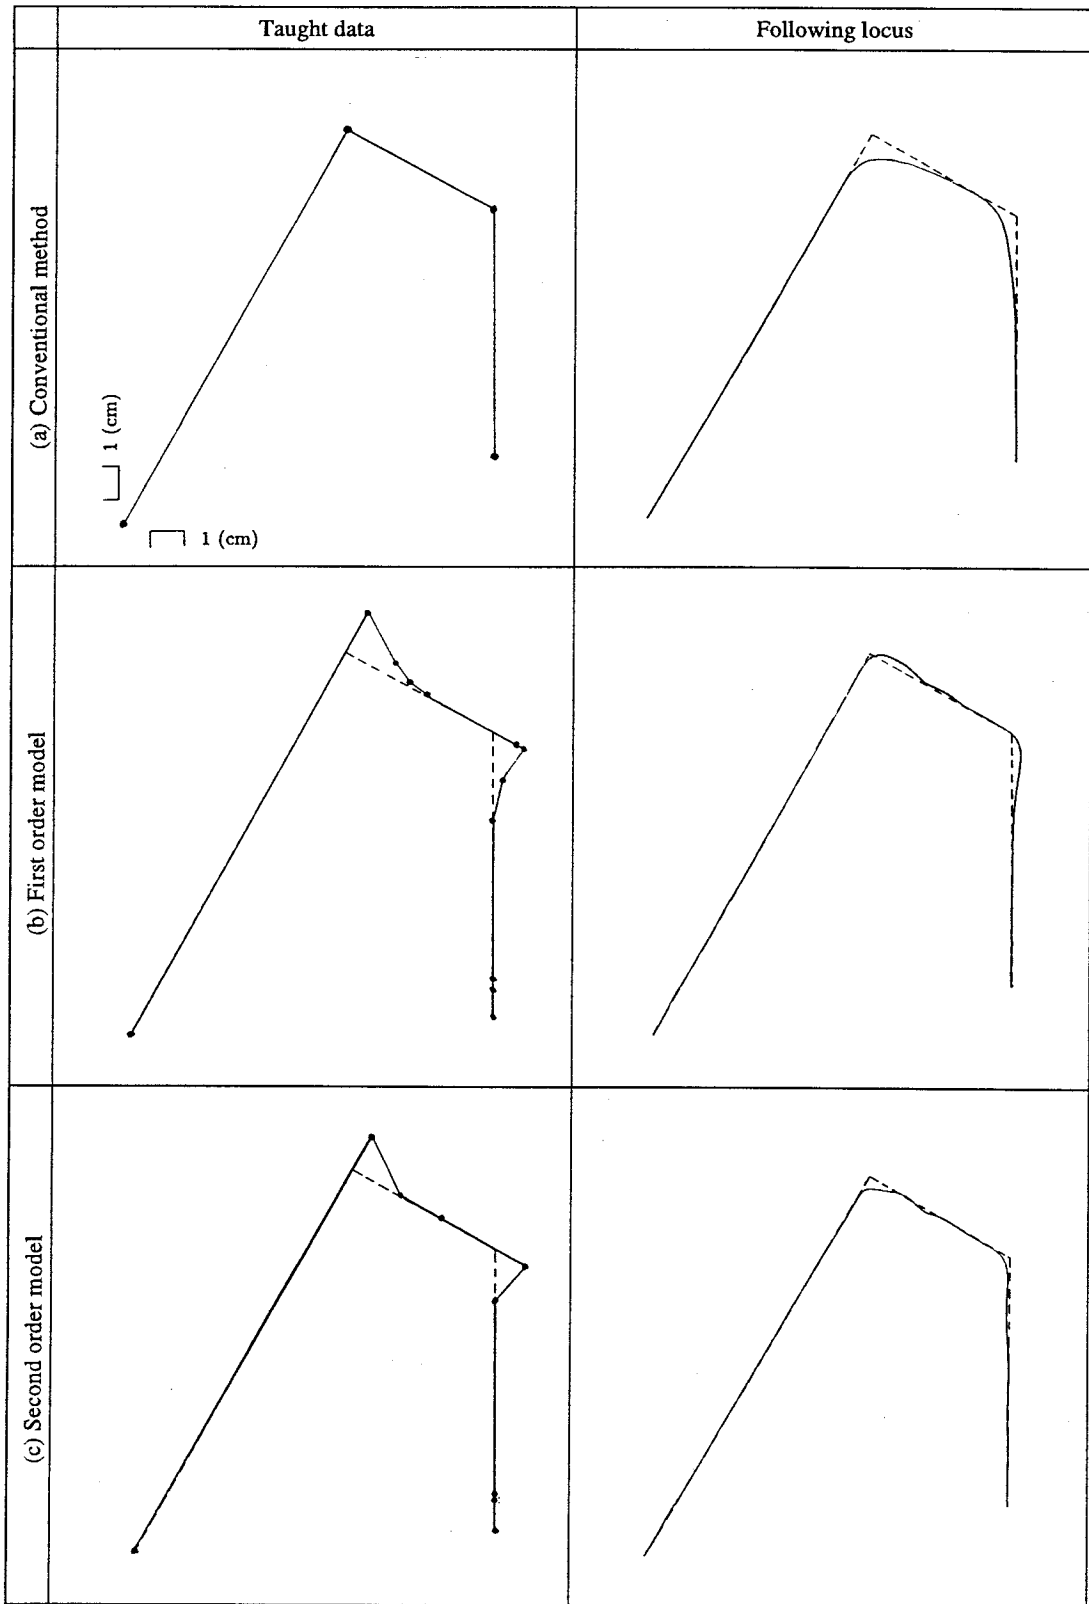 Taught data
Following locus
(a) Conventional method
1 (cm)
1 (cm)
(b) First order model
(c) Second order model